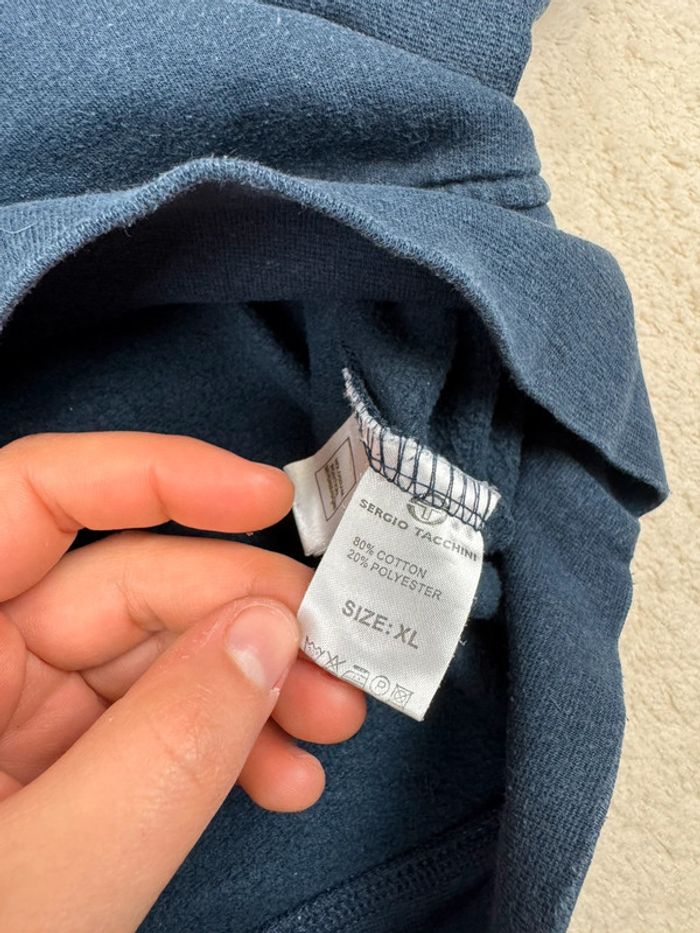 SERGIO TACCHINI
80% COTTON
20% POLYESTER
SIZE: XL